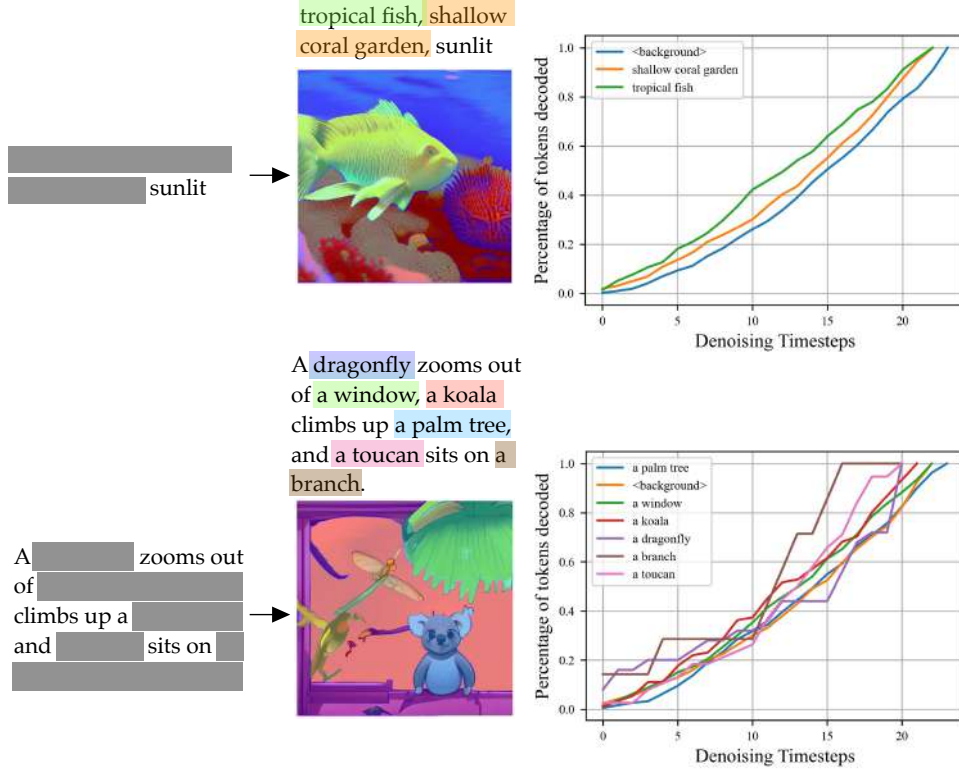 tropical fish, shallow
coral garden, sunlit
sunlit
Percentage of tokens decoded
1.0
0.8
0.6
0.4
0.2
0.0
<background>
shallow coral garden
tropical fish
0
5
10
15
20
Denoising Timesteps
A dragonfly zooms out
of a window, a koala
climbs up a palm tree,
and a toucan sits on a
branch.
A zooms out
of
climbs up a
and sits on
Percentage of tokens decoded
1.0
0.8
0.6
0.4
0.2
0.0
a palm tree
<background>
a window
a koala
a dragonfly
a branch
a toucan
0
5
10
15
20
Denoising Timesteps